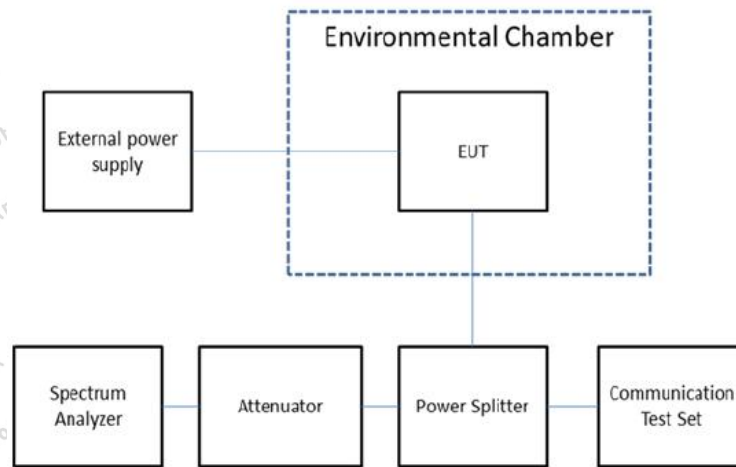 Environmental Chamber
External power
supply
EUT
Spectrum
Analyzer
Attenuator
Power Splitter
Communication
Test Set